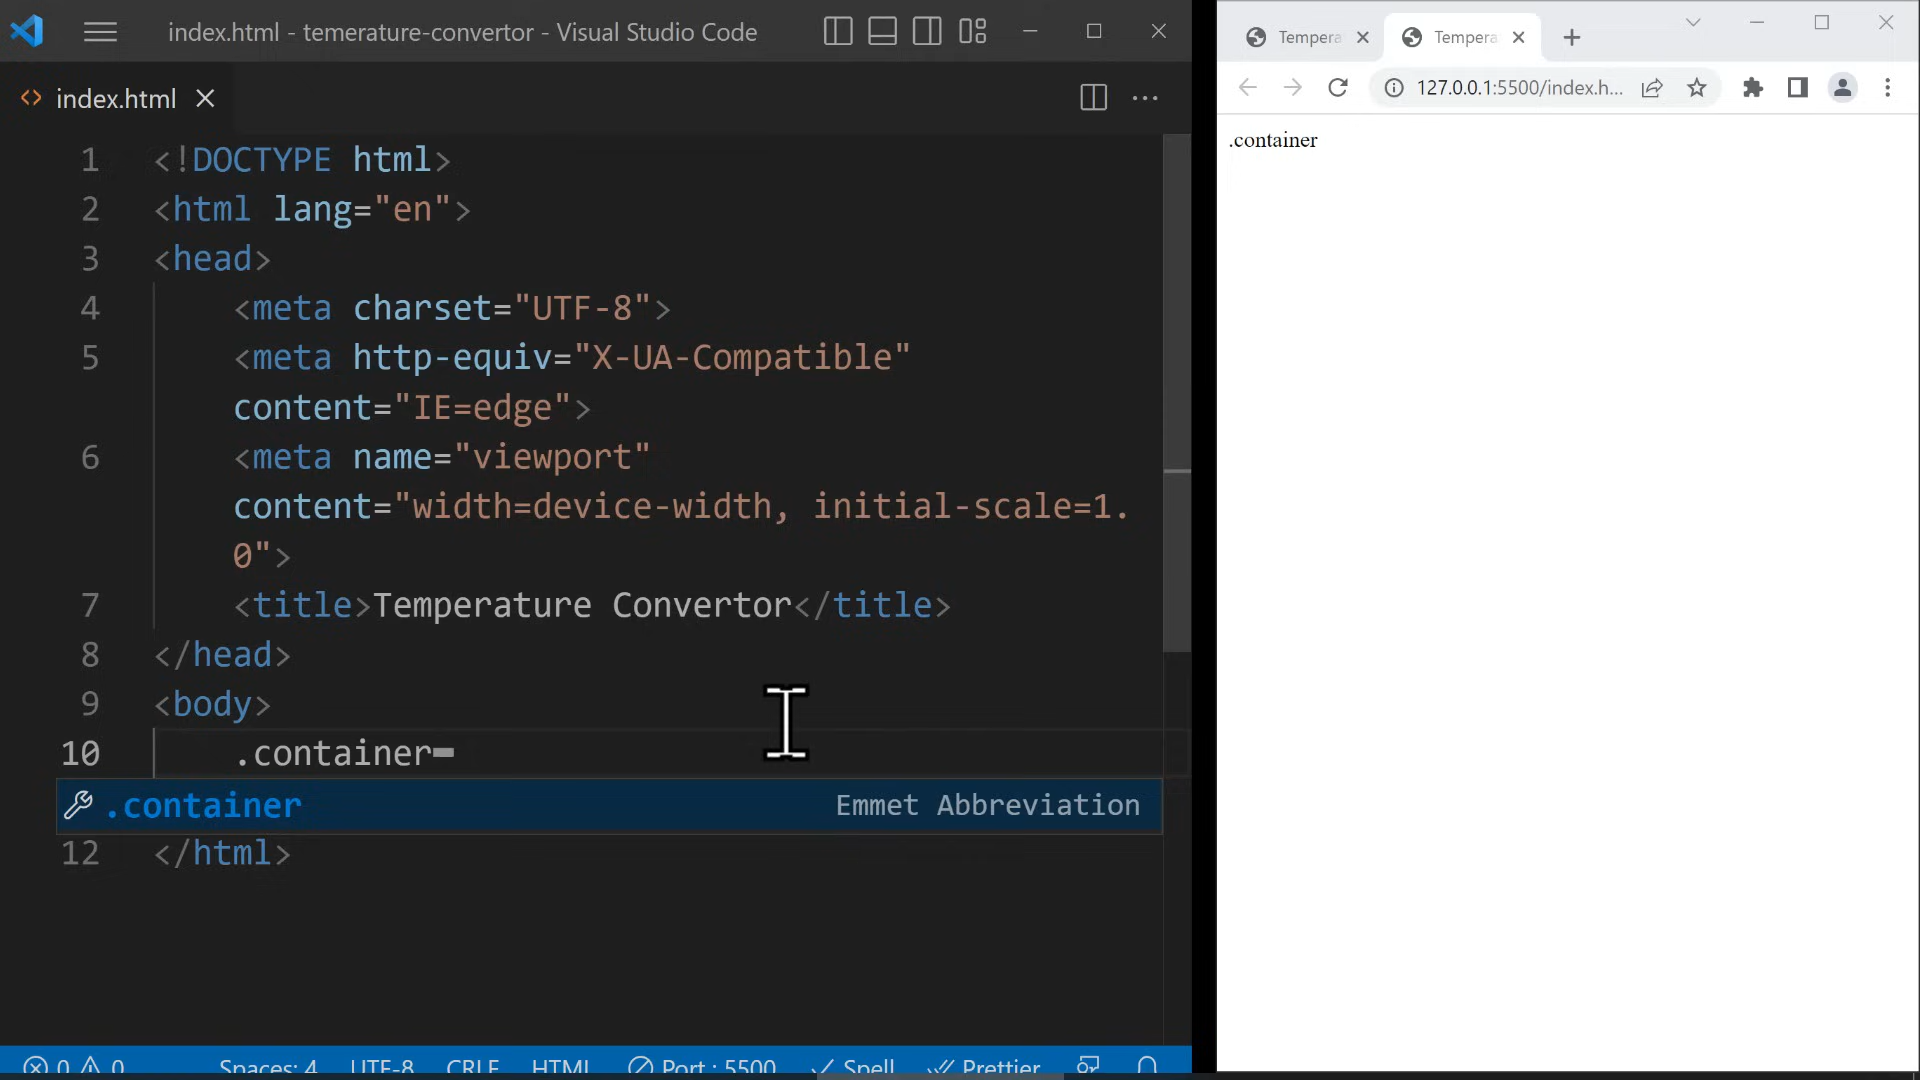 index.html - temerature-convertor - Visual Studio Code
index.html
1 <!DOCTYPE html>
2 <html lang="en">
3 <head>
4 <meta charset="UTF-8">
5 <meta http-equiv="X-UA-Compatible"
content="IE=edge">
6 <meta name="viewport"
content="width=device-width, initial-scale=1.
0">
7 <title>Temperature Convertor</title>
8 </head>
9 <body>
10 .container
.container Emmet Abbreviation
12 </html>
0 0 Spaces: 4 UTF-8 CRLF HTML Port : 5500 Spell Prettier
Tempera Tempera
127.0.0.1:5500/index.h...
.container